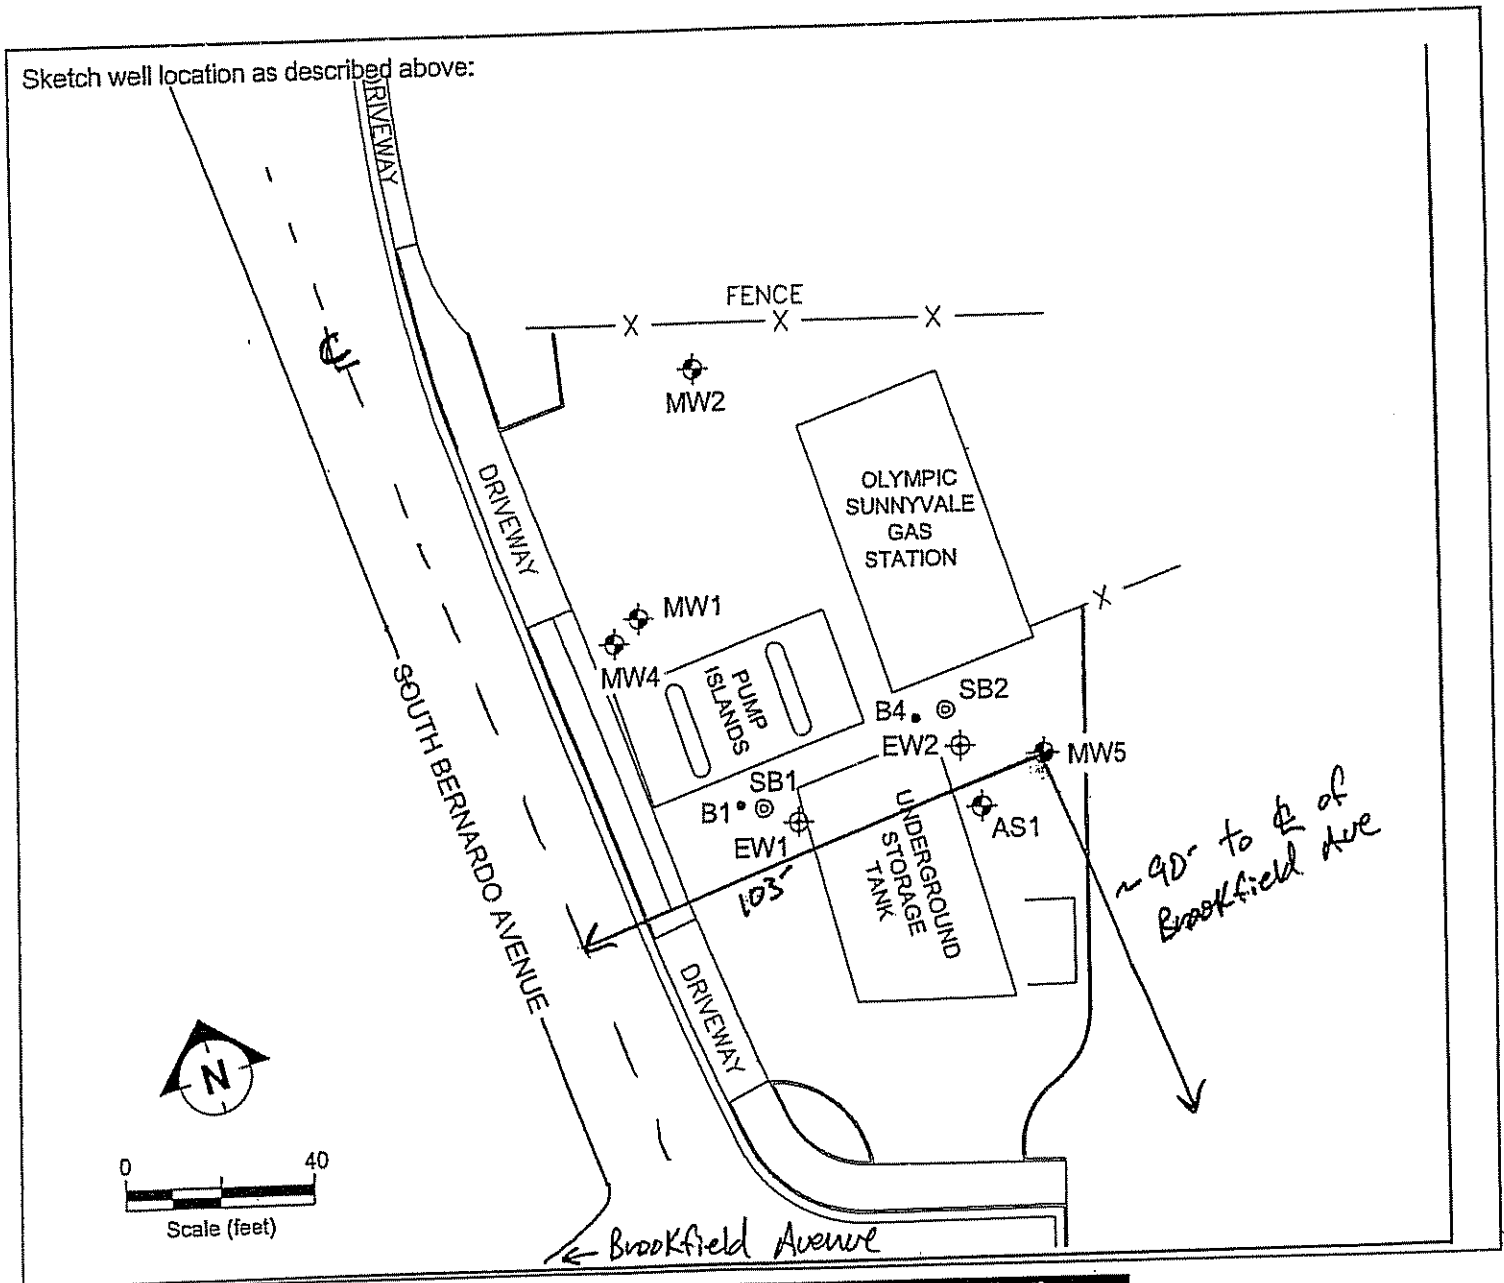 Sketch well location as described above:
DRIVEWAY
FENCE
X X X
℄
MW2
DRIVEWAY
OLYMPIC
SUNNYVALE
GAS
STATION
X
MW1
MW4
PUMP
ISLANDS
SB2
B4
EW2
MW5
SOUTH BERNARDO AVENUE
SB1
B1
EW1
AS1
UNDERGROUND
STORAGE
TANK
103'
~90' to ℄ of
Brookfield Ave
DRIVEWAY
N
0 40
Scale (feet)
Brookfield Avenue